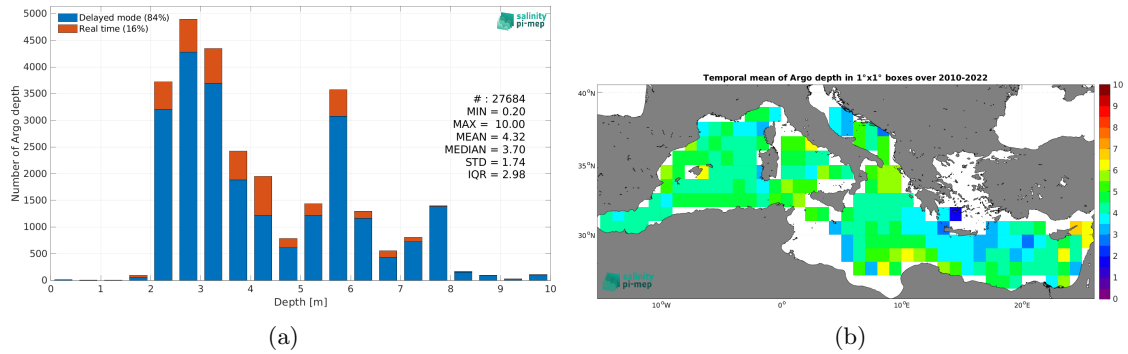 Delayed mode (84%)
Real time (16%)
salinity
pi-mep
Number of Argo depth
5000
4500
4000
3500
3000
2500
2000
1500
1000
500
0
# : 27684
MIN = 0.20
MAX = 10.00
MEAN = 4.32
MEDIAN = 3.70
STD = 1.74
IQR = 2.98
0 1 2 3 4 5 6 7 8 9 10
Depth [m]
(a)
Temporal mean of Argo depth in 1°x1° boxes over 2010-2022
40°N
35°N
30°N
10°W 0° 10°E 20°E
salinity
pi-mep
10
9
8
7
6
5
4
3
2
1
0
(b)